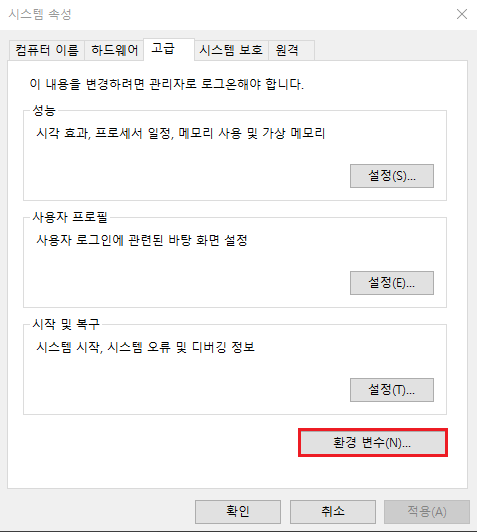 시스템 속성
컴퓨터 이름 하드웨어 고급 시스템 보호 원격
이 내용을 변경하려면 관리자로 로그온해야 합니다.
성능
시각 효과, 프로세서 일정, 메모리 사용 및 가상 메모리
설정(S)...
사용자 프로필
사용자 로그인에 관련된 바탕 화면 설정
설정(E)...
시작 및 복구
시스템 시작, 시스템 오류 및 디버깅 정보
설정(T)...
환경 변수(N)...
확인 취소 적용(A)